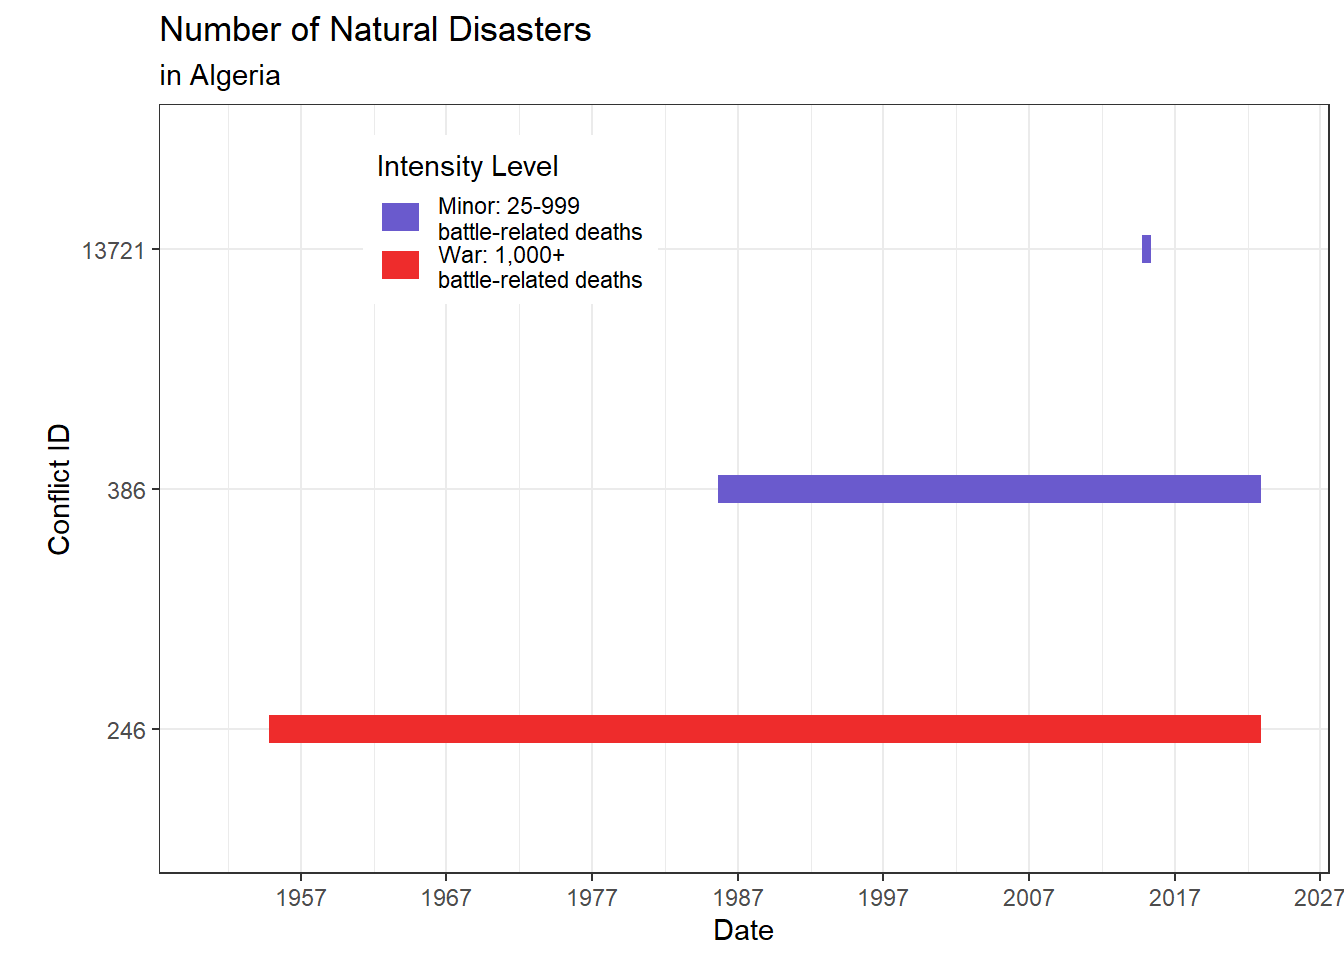 Number of Natural Disasters
in Algeria
Intensity Level
Minor: 25-999
battle-related deaths
War: 1,000+
battle-related deaths
Conflict ID
13721
386
246
1957 1967 1977 1987 1997 2007 2017 2027
Date